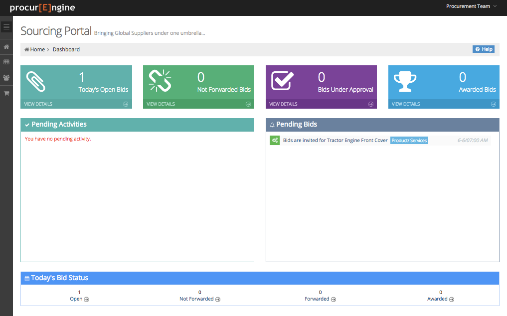 procur[E]ngine
Procurement Team
Sourcing Portal Bringing Global Suppliers under one umbrella...
Home > Dashboard
Help
1
Today's Open Bids
VIEW DETAILS
0
Not Forwarded Bids
VIEW DETAILS
0
Bids Under Approval
VIEW DETAILS
0
Awarded Bids
VIEW DETAILS
Pending Activities
You have no pending activity.
Pending Bids
Bids are invited for Tractor Engine Front Cover Product/ Services
Today's Bid Status
1
Open
0
Not Forwarded
0
Forwarded
0
Awarded